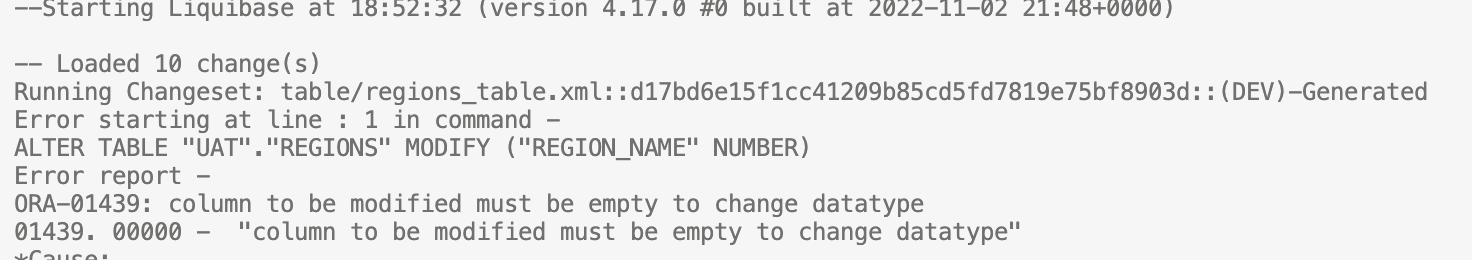 --Starting Liquibase at 18:52:32 (version 4.17.0 #0 built at 2022-11-02 21:48+0000)
-- Loaded 10 change(s)
Running Changeset: table/regions_table.xml::d17bd6e15f1cc41209b85cd5fd7819e75bf8903d::(DEV)-Generated
Error starting at line : 1 in command -
ALTER TABLE "UAT"."REGIONS" MODIFY ("REGION_NAME" NUMBER)
Error report -
ORA-01439: column to be modified must be empty to change datatype
01439. 00000 -  "column to be modified must be empty to change datatype"
*Cause: